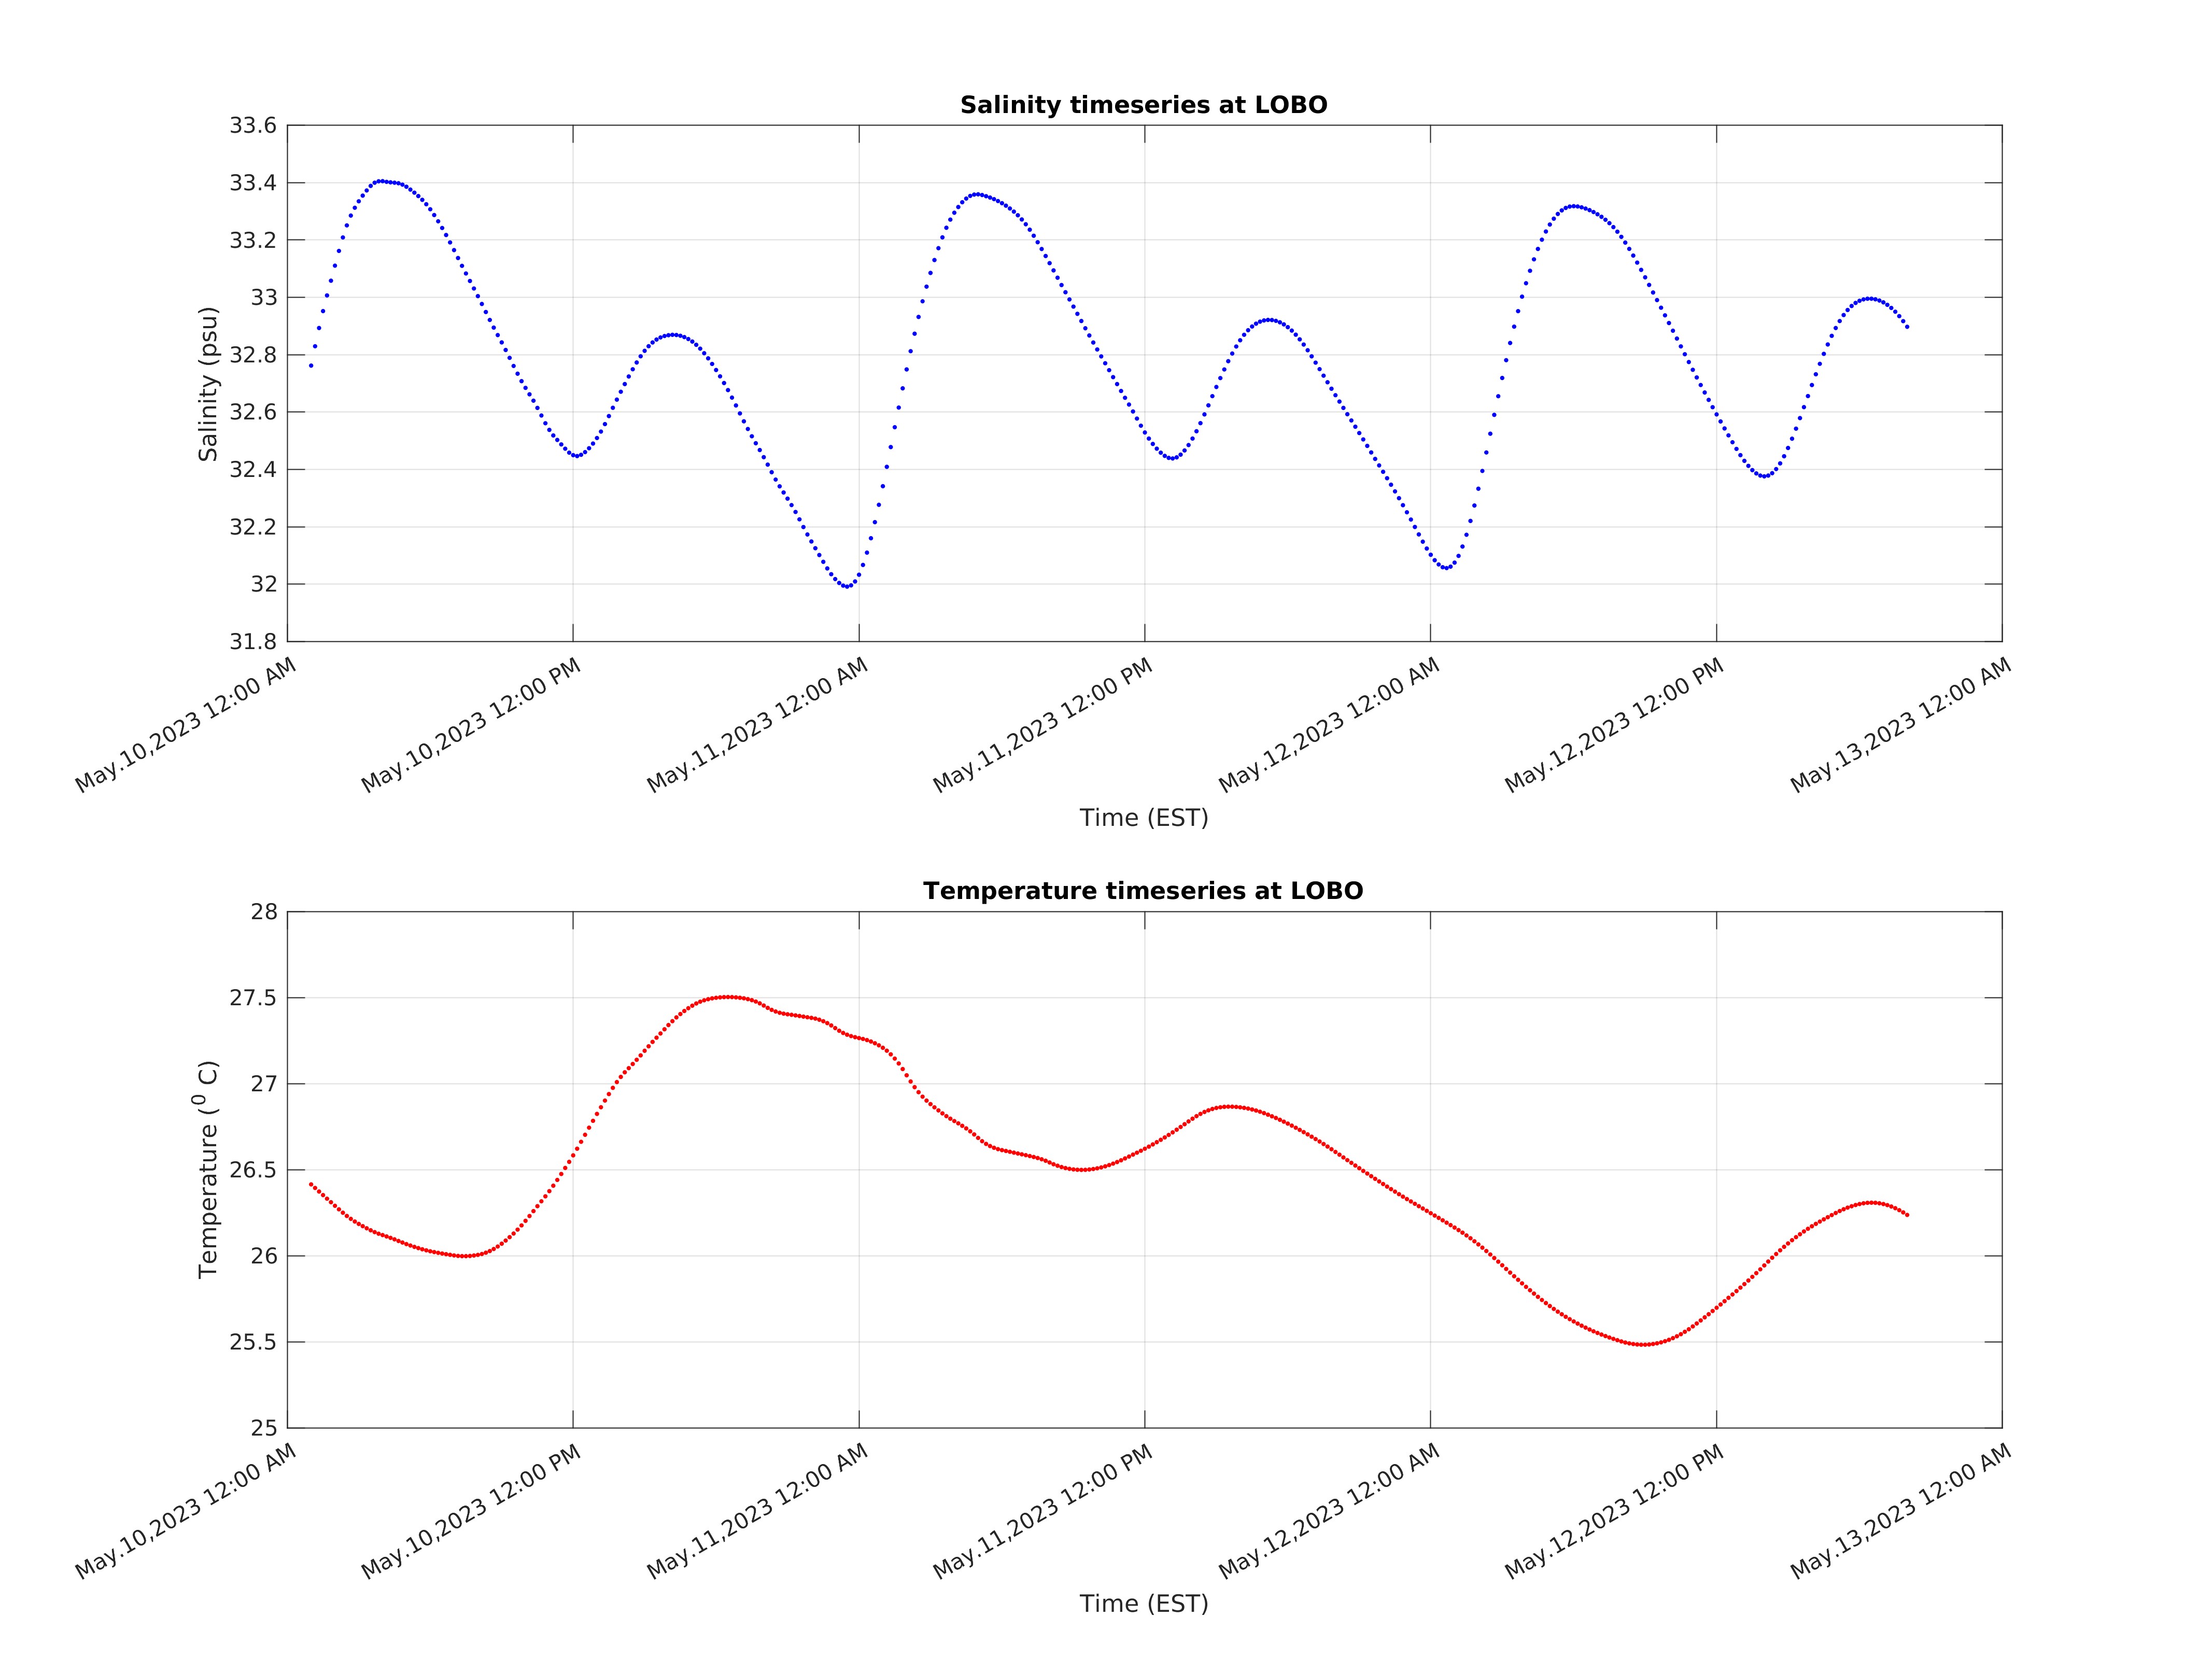 Salinity timeseries at LOBO
33.6
33.4
33.2
33
32.8
32.6
32.4
32.2
32
31.8
Salinity (psu)
May.10,2023 12:00 AM
May.10,2023 12:00 PM
May.11,2023 12:00 AM
May.11,2023 12:00 PM
May.12,2023 12:00 AM
May.12,2023 12:00 PM
May.13,2023 12:00 AM
Time (EST)
Temperature timeseries at LOBO
28
27.5
27
26.5
26
25.5
25
Temperature (⁰ C)
May.10,2023 12:00 AM
May.10,2023 12:00 PM
May.11,2023 12:00 AM
May.11,2023 12:00 PM
May.12,2023 12:00 AM
May.12,2023 12:00 PM
May.13,2023 12:00 AM
Time (EST)